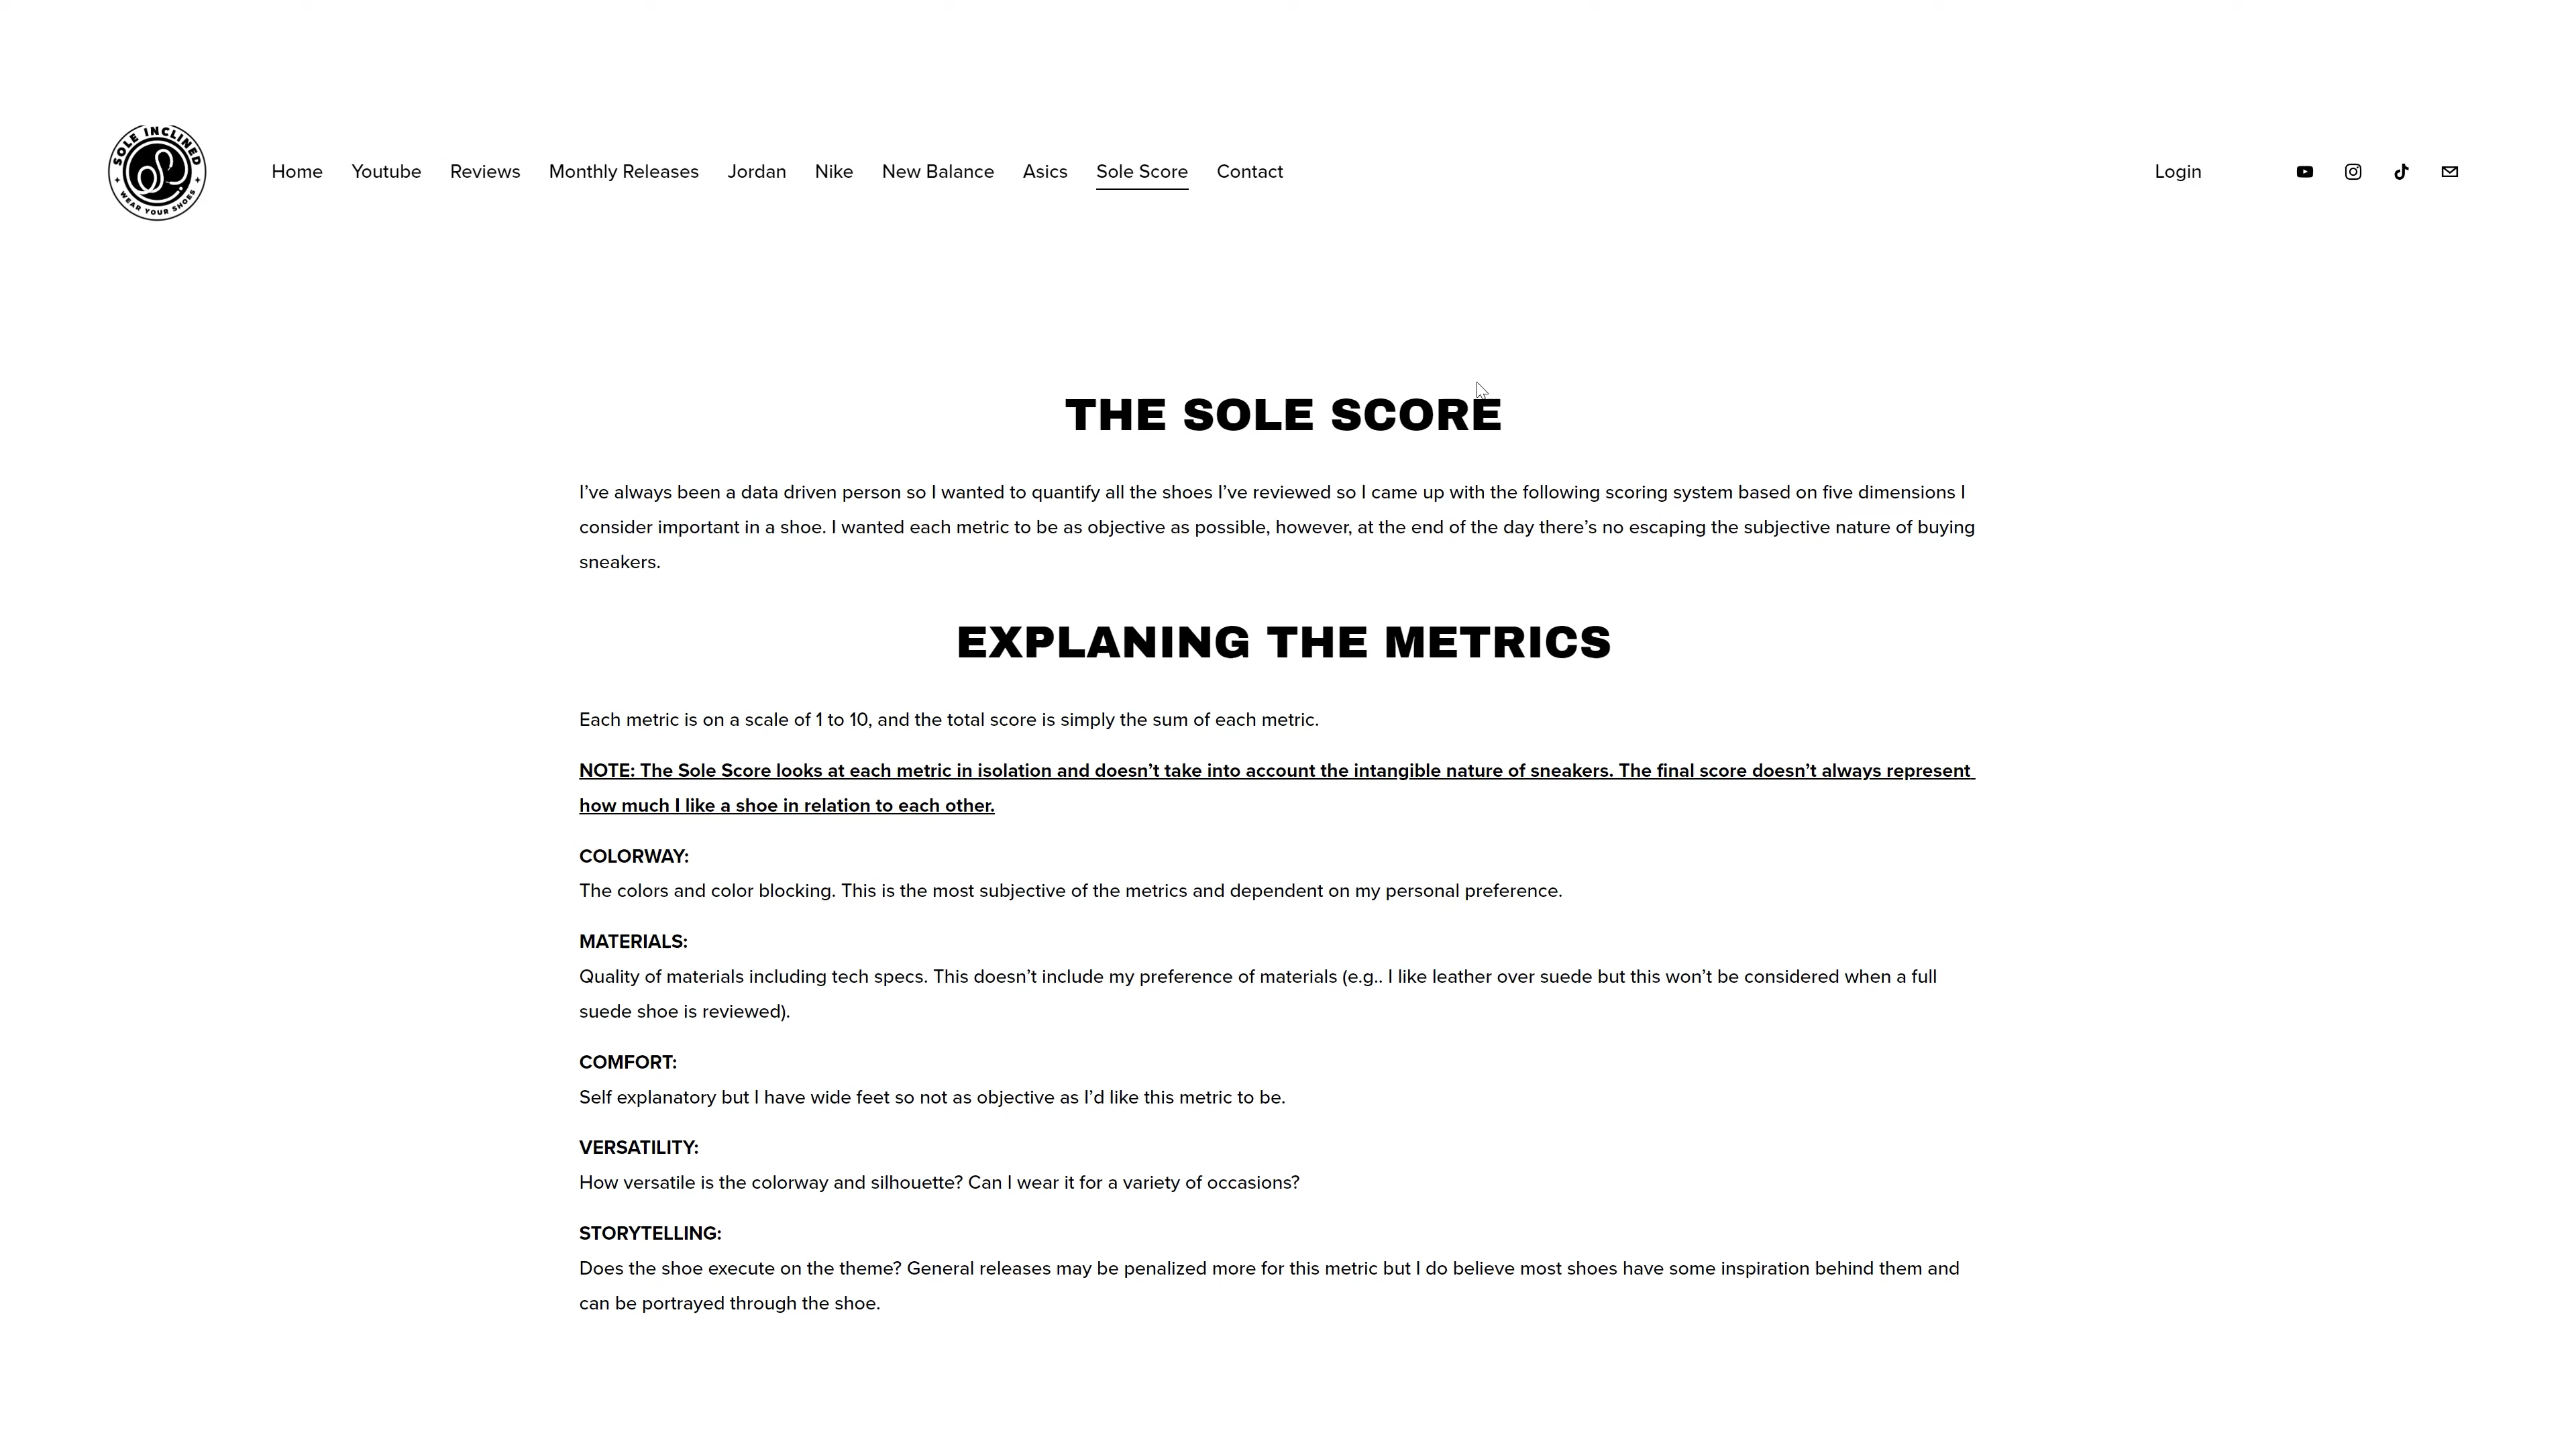 SOLE INCLINED
WEAR YOUR SHOES
Home Youtube Reviews Monthly Releases Jordan Nike New Balance Asics Sole Score Contact Login
THE SOLE SCORE
I’ve always been a data driven person so I wanted to quantify all the shoes I’ve reviewed so I came up with the following scoring system based on five dimensions I
consider important in a shoe. I wanted each metric to be as objective as possible, however, at the end of the day there’s no escaping the subjective nature of buying
sneakers.
EXPLANING THE METRICS
Each metric is on a scale of 1 to 10, and the total score is simply the sum of each metric.
NOTE: The Sole Score looks at each metric in isolation and doesn’t take into account the intangible nature of sneakers. The final score doesn’t always represent
how much I like a shoe in relation to each other.
COLORWAY:
The colors and color blocking. This is the most subjective of the metrics and dependent on my personal preference.
MATERIALS:
Quality of materials including tech specs. This doesn’t include my preference of materials (e.g.. I like leather over suede but this won’t be considered when a full
suede shoe is reviewed).
COMFORT:
Self explanatory but I have wide feet so not as objective as I’d like this metric to be.
VERSATILITY:
How versatile is the colorway and silhouette? Can I wear it for a variety of occasions?
STORYTELLING:
Does the shoe execute on the theme? General releases may be penalized more for this metric but I do believe most shoes have some inspiration behind them and
can be portrayed through the shoe.